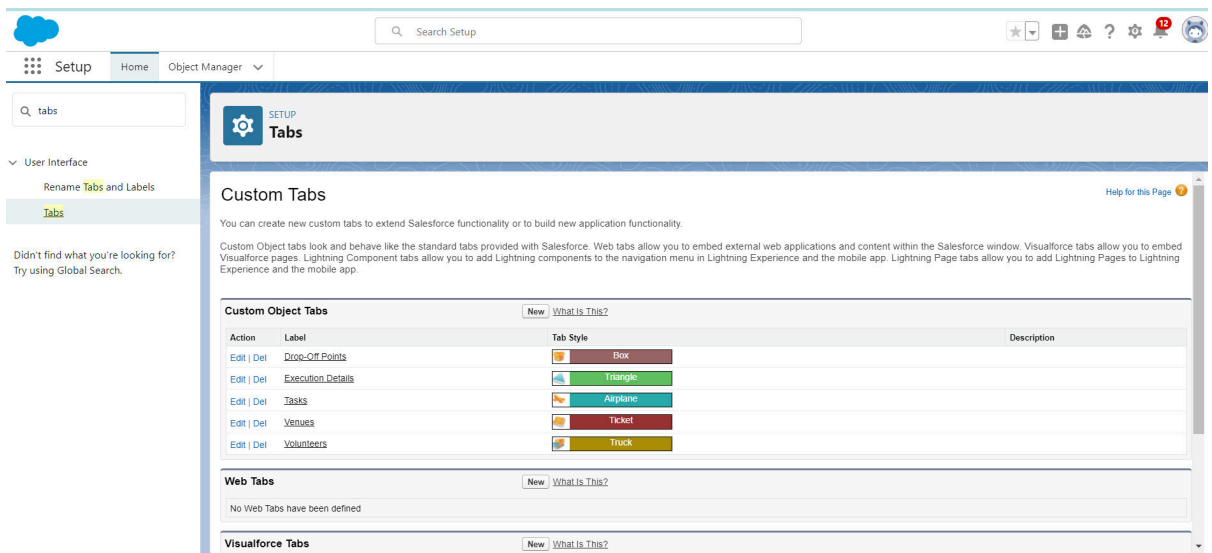 Search Setup
12
Setup
Home
Object Manager
tabs
User Interface
Rename Tabs and Labels
Tabs
Didn't find what you're looking for?
Try using Global Search.
SETUP
Tabs
Custom Tabs
Help for this Page
You can create new custom tabs to extend Salesforce functionality or to build new application functionality.
Custom Object tabs look and behave like the standard tabs provided with Salesforce. Web tabs allow you to embed external web applications and content within the Salesforce window. Visualforce tabs allow you to embed
Visualforce pages. Lightning Component tabs allow you to add Lightning components to the navigation menu in Lightning Experience and the mobile app. Lightning Page tabs allow you to add Lightning Pages to Lightning
Experience and the mobile app.
Custom Object Tabs New What Is This?
Action Label Tab Style Description
Edit | Del Drop-Off Points Box
Edit | Del Execution Details Triangle
Edit | Del Tasks Airplane
Edit | Del Venues Ticket
Edit | Del Volunteers Truck
Web Tabs New What Is This?
No Web Tabs have been defined
Visualforce Tabs New What Is This?